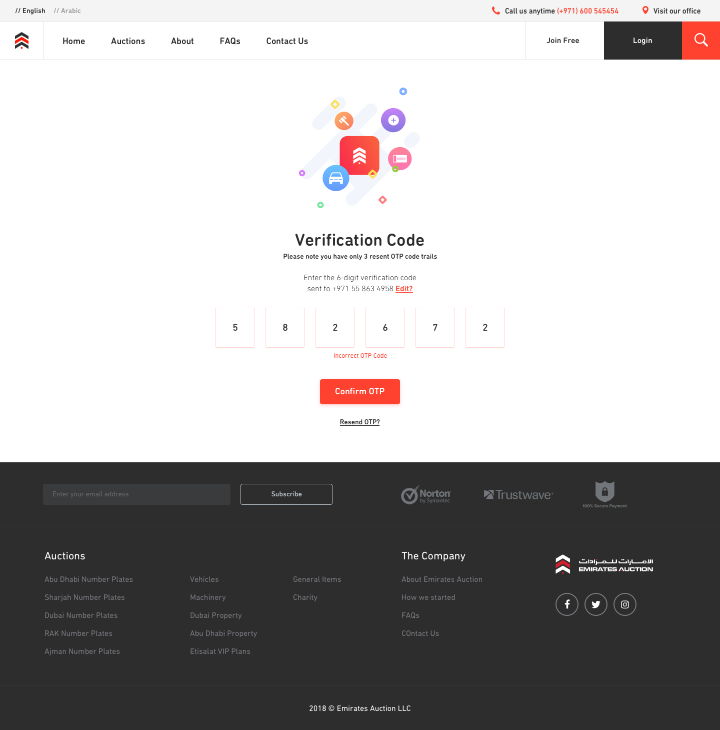 // English // Arabic
Call us anytime (+971) 600 545454
Visit our office
Home Auctions About FAQs Contact Us
Join Free
Login
Verification Code
Please note you have only 3 resent OTP code trails
Enter the 6-digit verification code
sent to +971 55 863 4958 Edit?
5 8 2 6 7 2
Incorrect OTP Code
Confirm OTP
Resend OTP?
Enter your email address
Subscribe
Norton
by Symantec
Trustwave
100% Secure Payment
Auctions
Abu Dhabi Number Plates
Sharjah Number Plates
Dubai Number Plates
RAK Number Plates
Ajman Number Plates
Vehicles
Machinery
Dubai Property
Abu Dhabi Property
Etisalat VIP Plans
General Items
Charity
The Company
About Emirates Auction
How we started
FAQs
COntact Us
الامارات للمزادات
EMIRATES AUCTION
2018 © Emirates Auction LLC